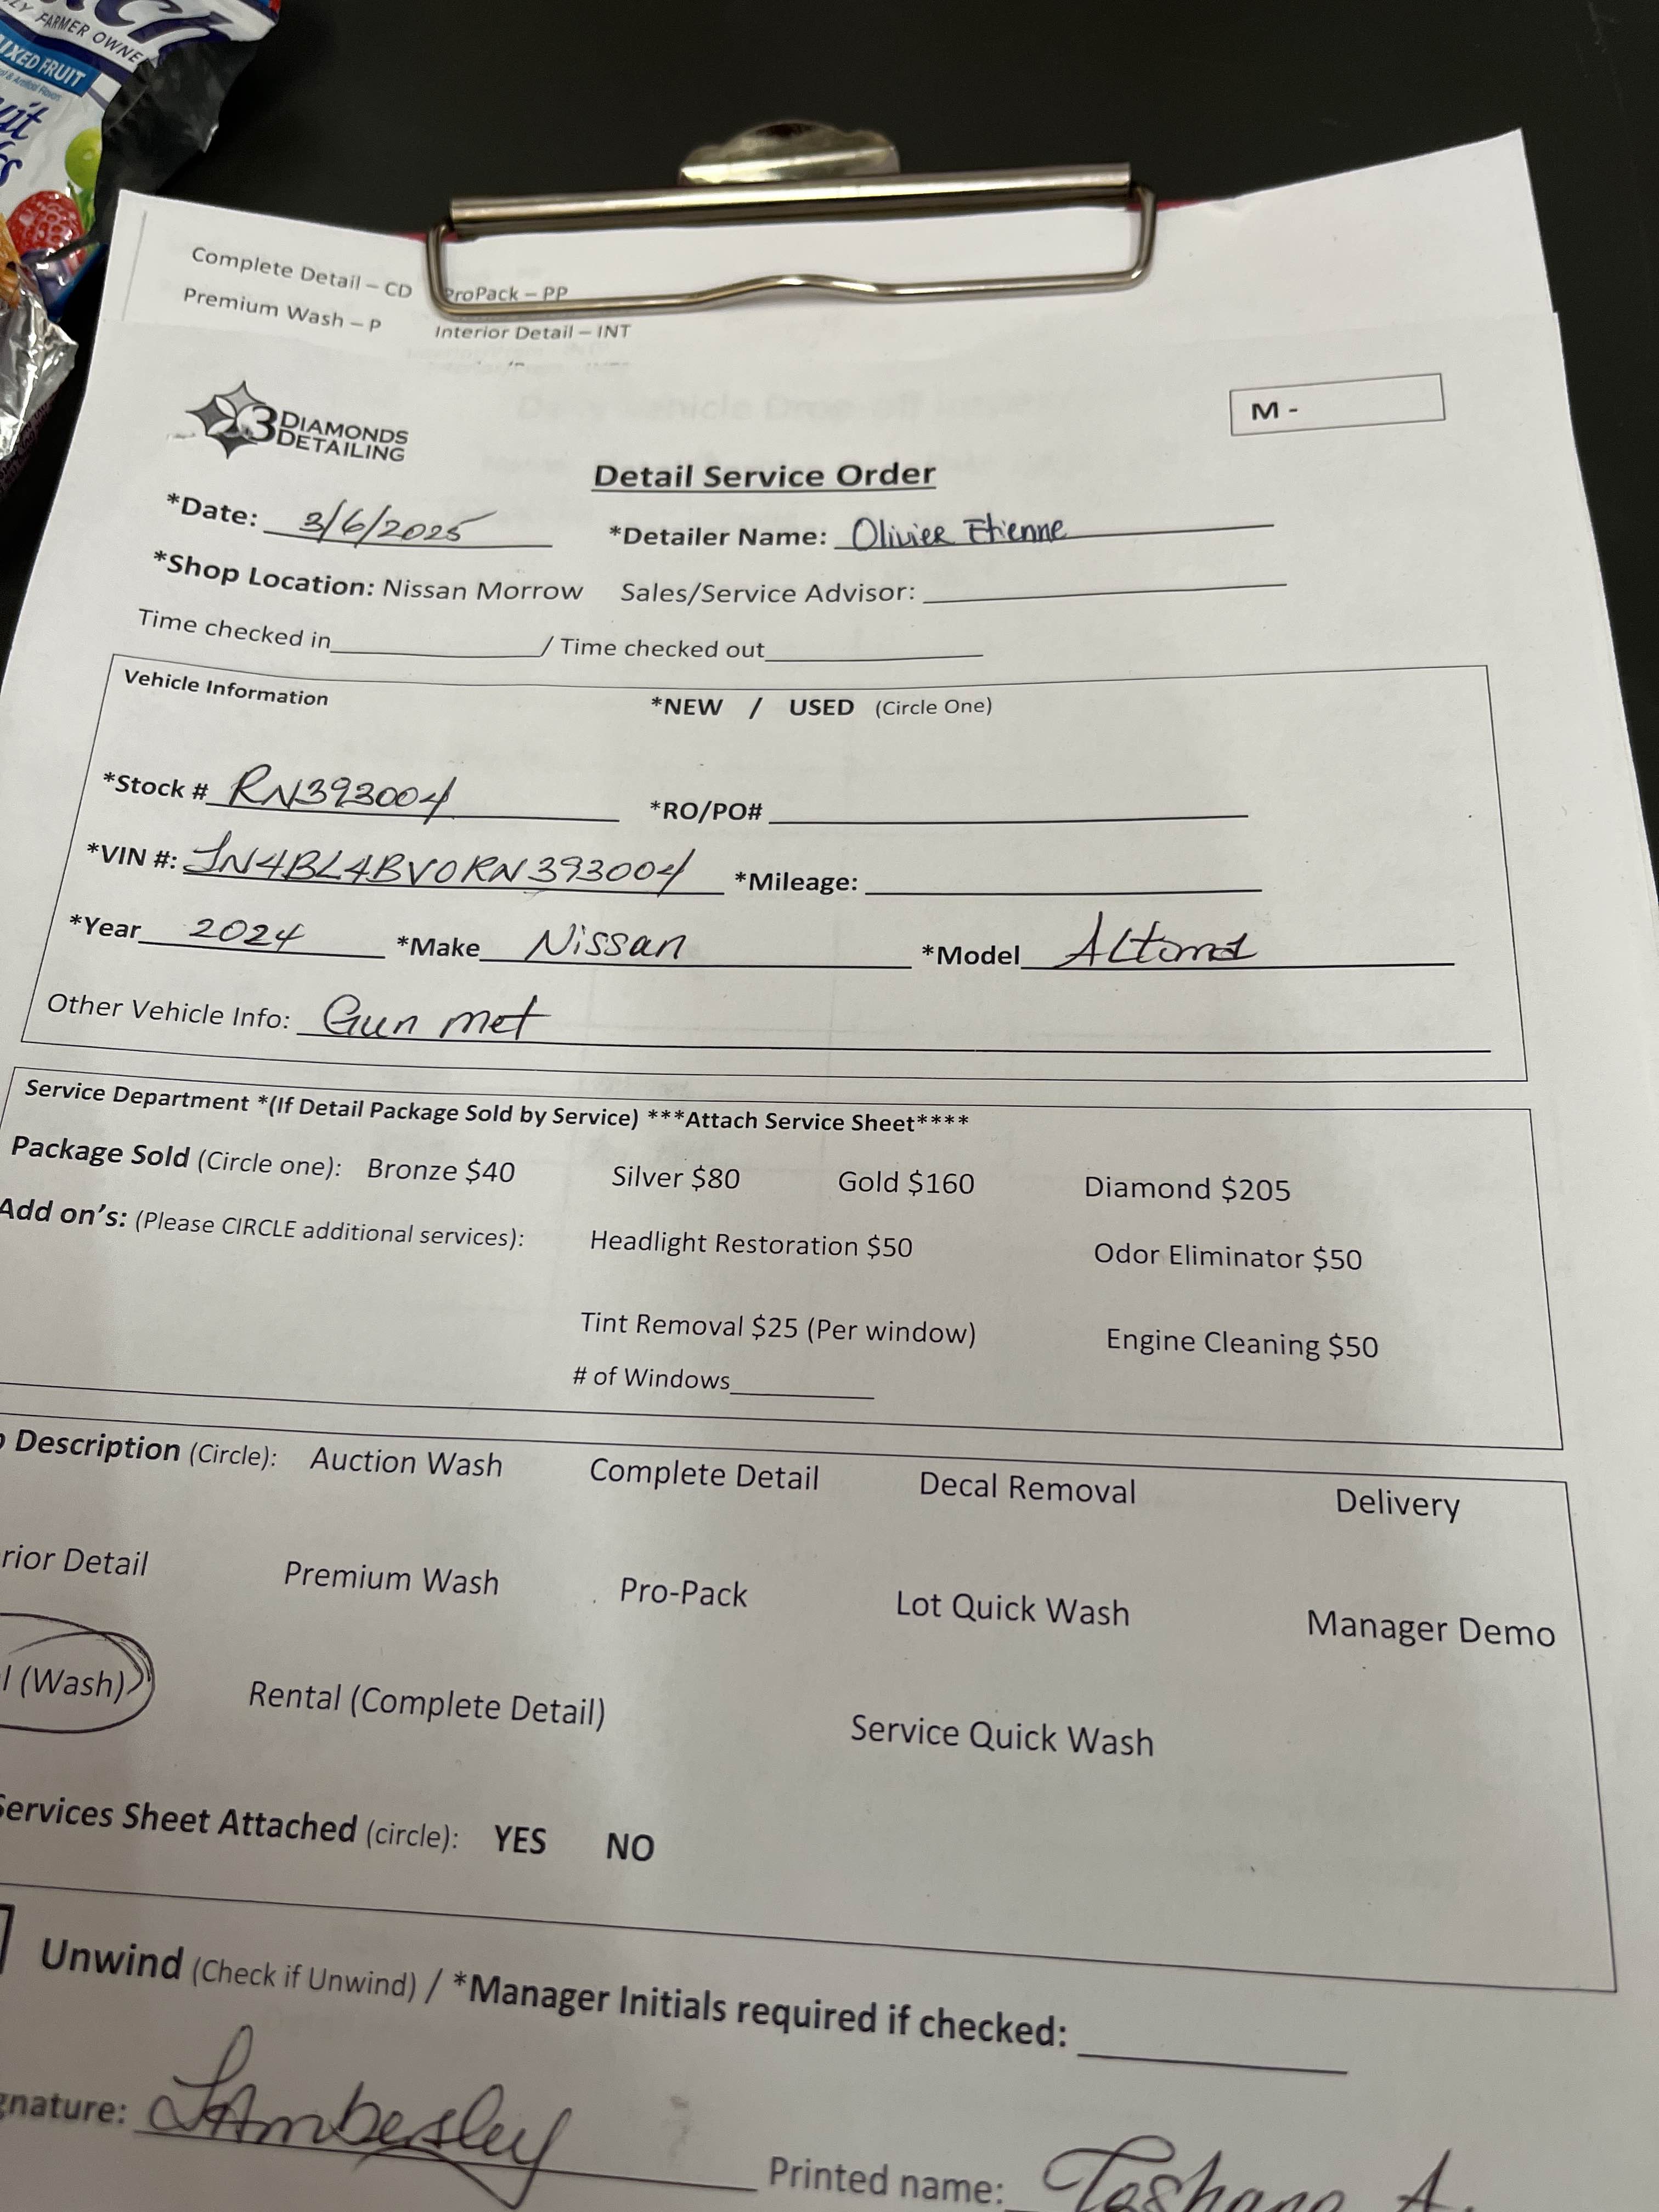 LY FARMER OWNE
MIXED FRUIT
Complete Detail – CD ProPack – PP
Premium Wash – P Interior Detail – INT
3 DIAMONDS
DETAILING
M -
Detail Service Order
*Date: 3/6/2025 *Detailer Name: Olivier Etienne
*Shop Location: Nissan Morrow Sales/Service Advisor:
Time checked in / Time checked out
Vehicle Information *NEW / USED (Circle One)
*Stock # RN393004 *RO/PO#
*VIN #: 1N4BL4BV0RN393004 *Mileage:
*Year 2024 *Make Nissan *Model
Other Vehicle Info: Gun met
Service Department *(If Detail Package Sold by Service) ***Attach Service Sheet****
Package Sold (Circle one): Bronze $40 Silver $80 Gold $160 Diamond $205
Add on's: (Please CIRCLE additional services): Headlight Restoration $50 Odor Eliminator $50
Tint Removal $25 (Per window) Engine Cleaning $50
# of Windows
Description (Circle): Auction Wash Complete Detail Decal Removal Delivery
rior Detail Premium Wash Pro-Pack Lot Quick Wash Manager Demo
l (Wash) Rental (Complete Detail) Service Quick Wash
Services Sheet Attached (circle): YES NO
Unwind (Check if Unwind) / *Manager Initials required if checked:
gnature: Printed name: